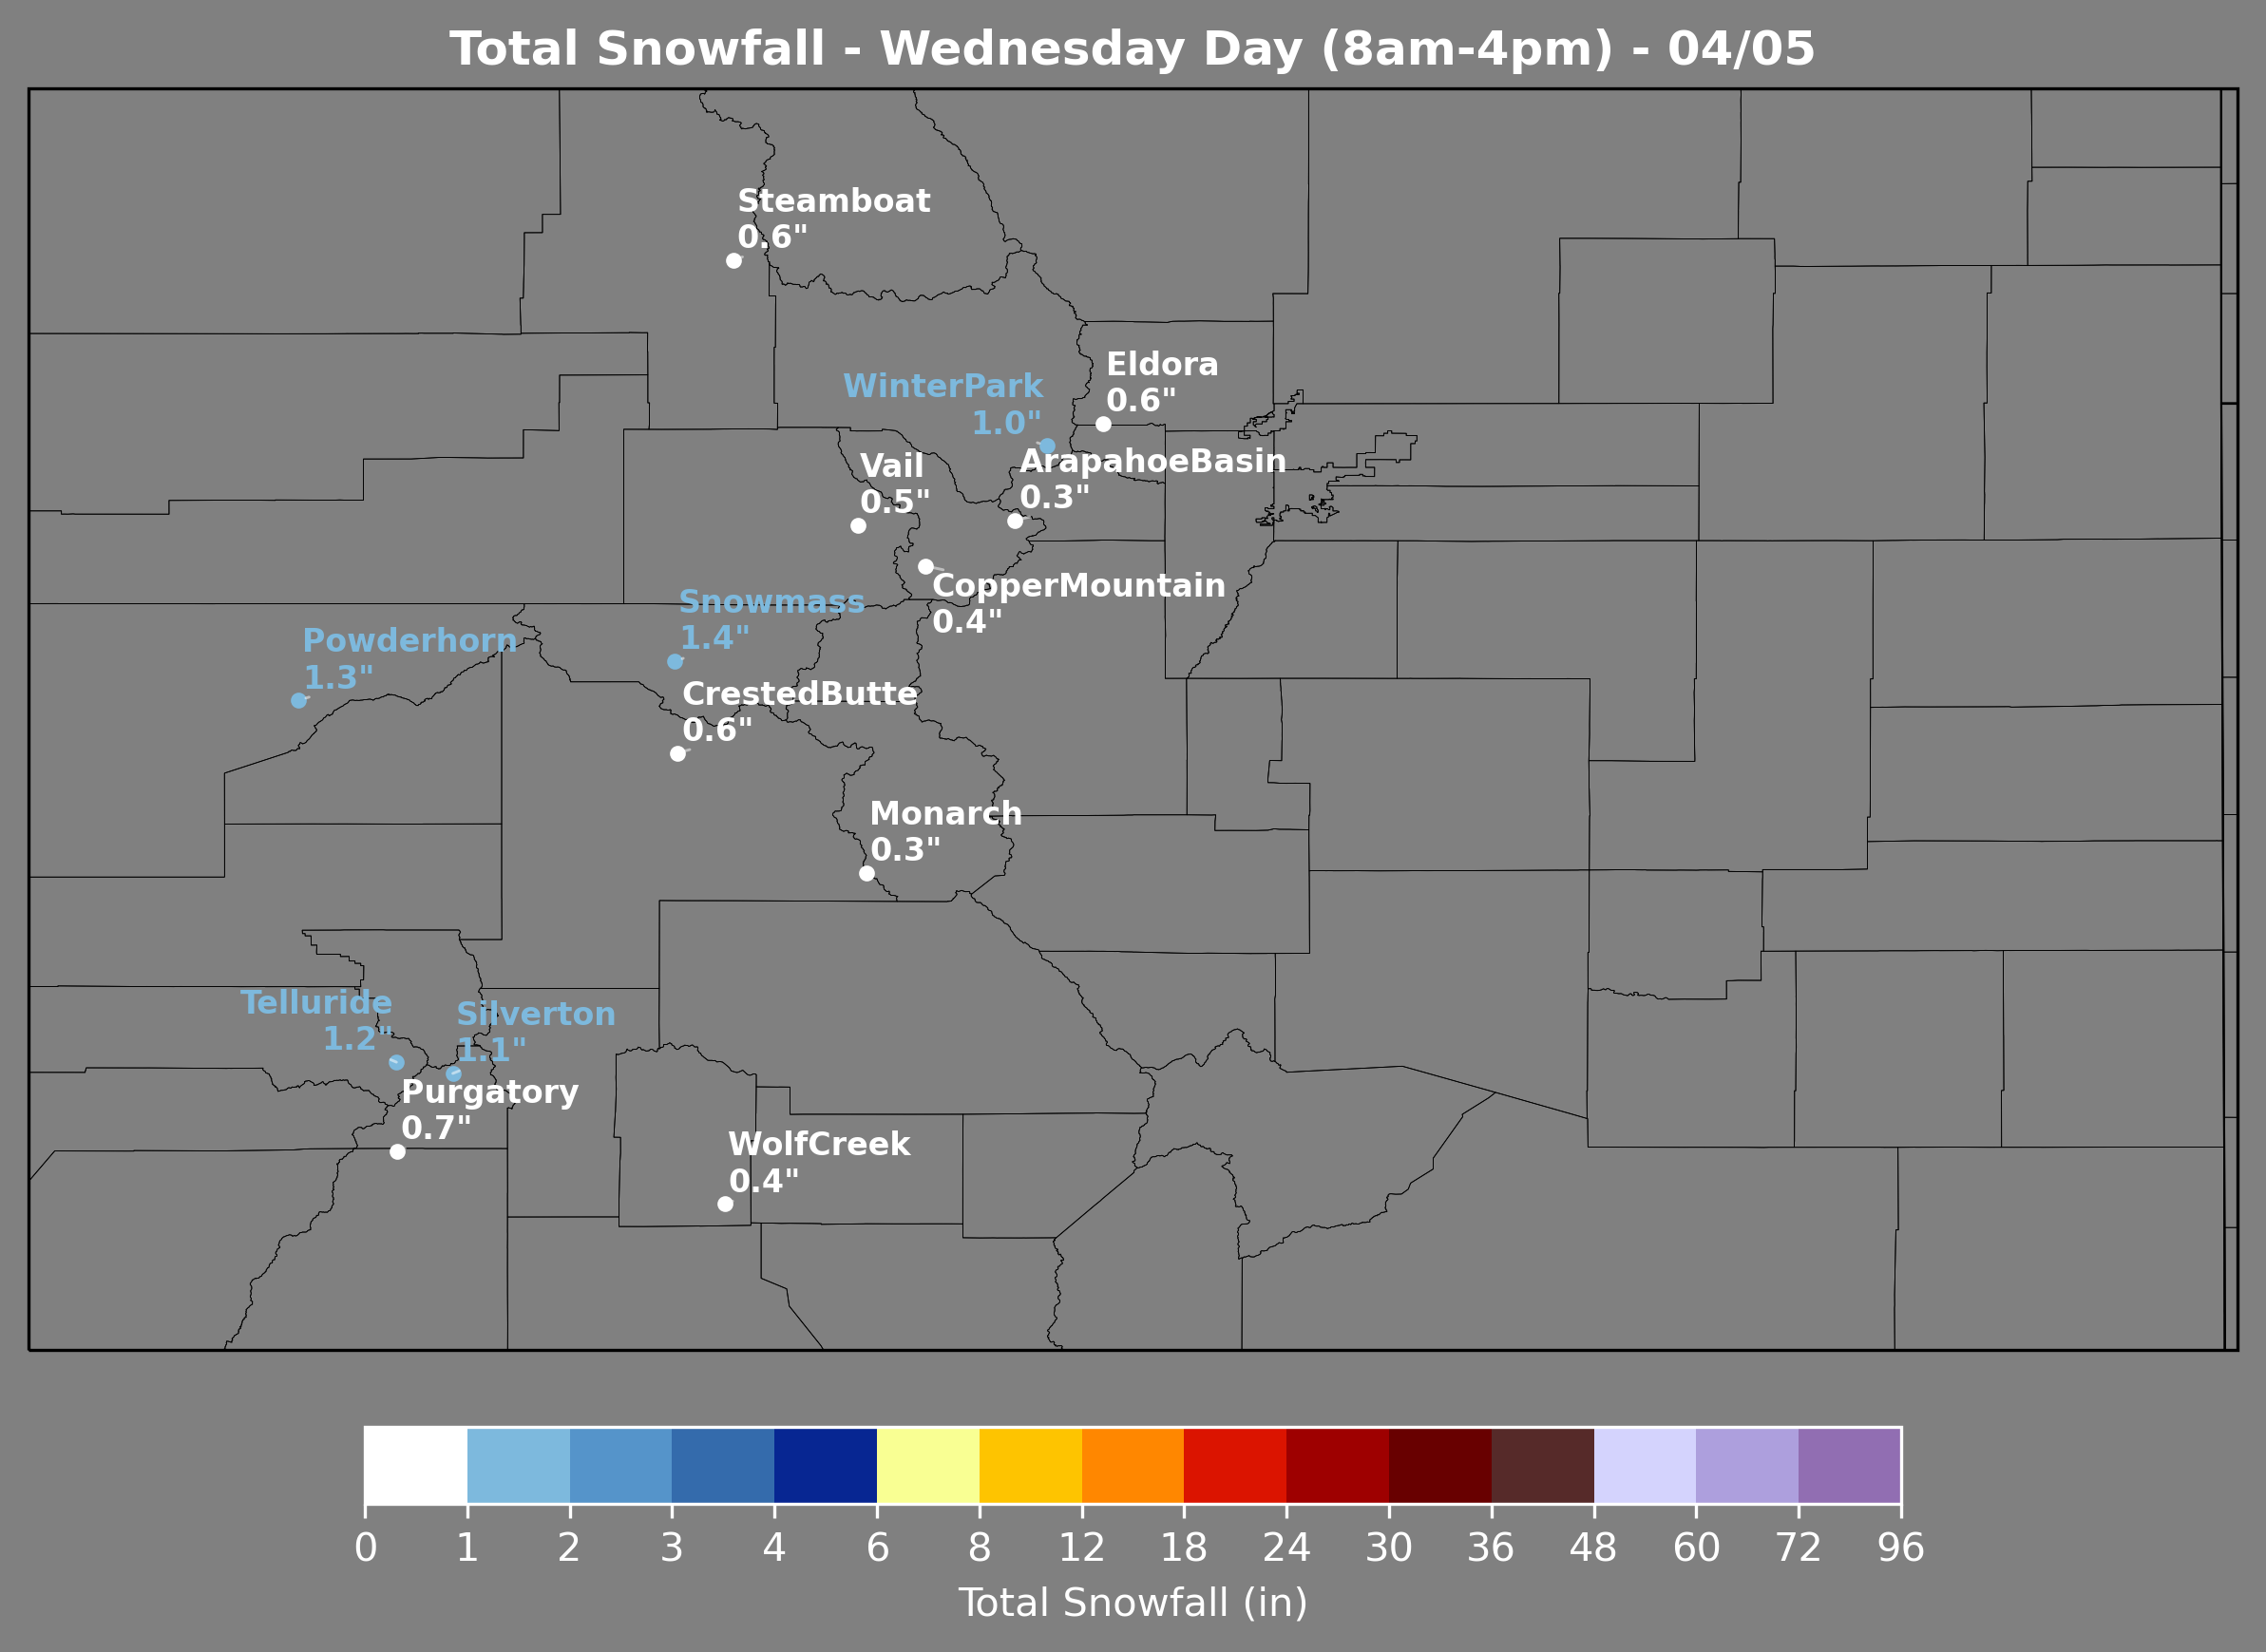 Total Snowfall - Wednesday Day (8am-4pm) - 04/05
Steamboat
0.6"
Eldora
0.6"
WinterPark
1.0"
ArapahoeBasin
0.3"
Vail
0.5"
CopperMountain
0.4"
Snowmass
1.4"
Powderhorn
1.3"
CrestedButte
0.6"
Monarch
0.3"
Telluride
1.2"
Silverton
1.1"
Purgatory
0.7"
WolfCreek
0.4"
0 1 2 3 4 6 8 12 18 24 30 36 48 60 72 96
Total Snowfall (in)